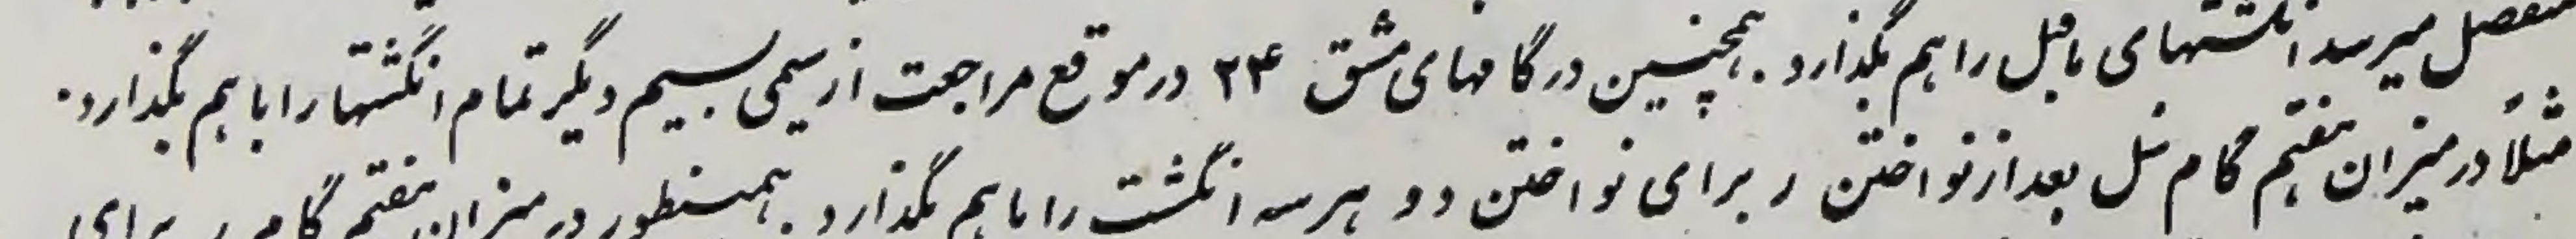 منفصل میرسد انگشتهای ماقبل را هم بگذارد. همچنین در گامهای مشق ۲۴ در موقع مراجعت از سیمی بسیم دیگر تمام انگشتها را با هم بگذارد.
مثلاً در میزان هفتم گام سل بعد از نواختن ر برای نواختن دو هر سه انگشت را با هم بگذارد. همینطور در میزان هفتم گام ر برای